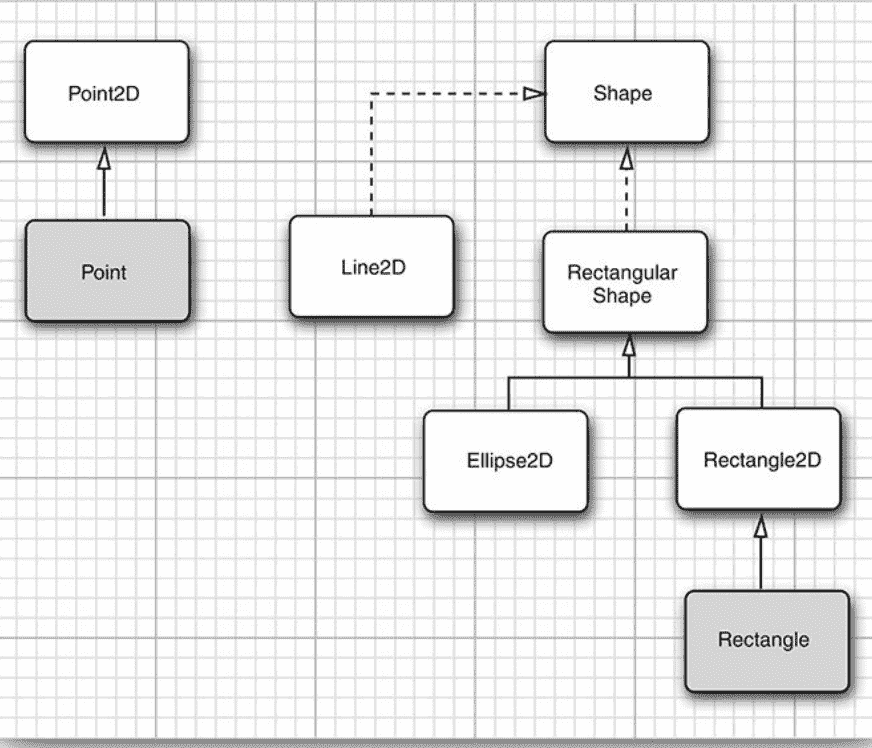 Point2D
Shape
Point
Line2D
Rectangular
Shape
Ellipse2D
Rectangle2D
Rectangle